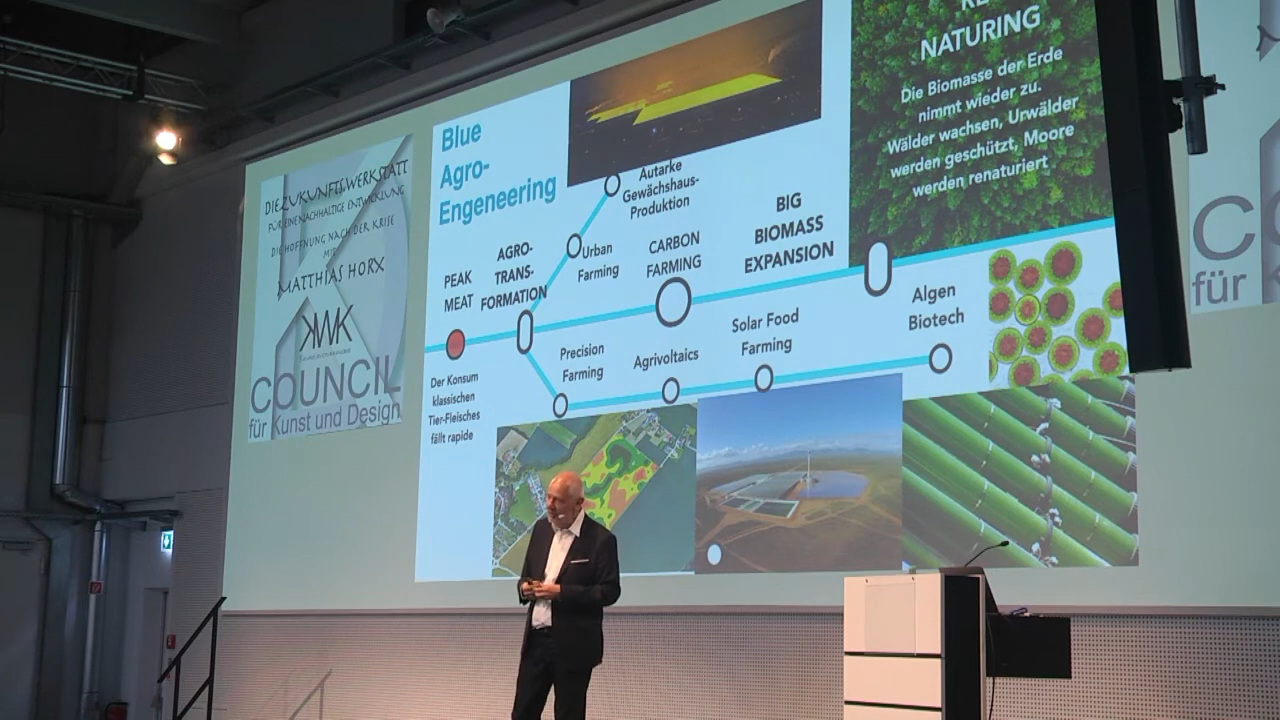 DIE ZUKUNFTSWERKSTATT
FÜR EINE NACHHALTIGE ENTWICKLUNG
DIE HOFFNUNG NACH DER KRISE
MIT
MATTHIAS HORX
KWK
COUNCIL
für Kunst und Design
Blue
Agro-
Engeneering
PEAK
MEAT
Der Konsum
klassischen
Tier-Fleisches
fällt rapide
AGRO-
TRANS-
FORMATION
Autarke
Gewächshaus-
Produktion
Urban
Farming
CARBON
FARMING
BIG
BIOMASS
EXPANSION
Precision
Farming
Agrivoltaics
Solar Food
Farming
Algen
Biotech
NATURING
Die Biomasse der Erde
nimmt wieder zu.
Wälder wachsen, Urwälder
werden geschützt, Moore
werden renaturiert
für